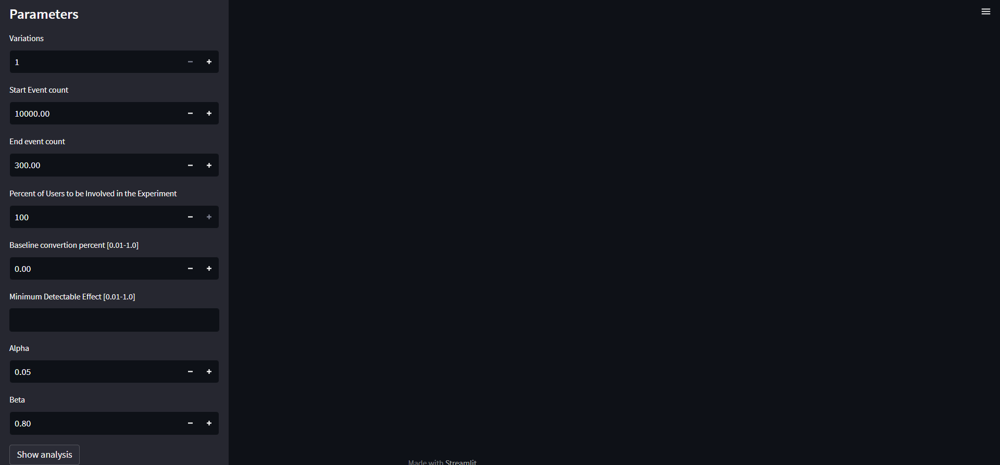 Parameters
Variations
1
Start Event count
10000.00
End event count
300.00
Percent of Users to be Involved in the Experiment
100
Baseline convertion percent [0.01-1.0]
0.00
Minimum Detectable Effect [0.01-1.0]
Alpha
0.05
Beta
0.80
Show analysis
Made with Streamlit